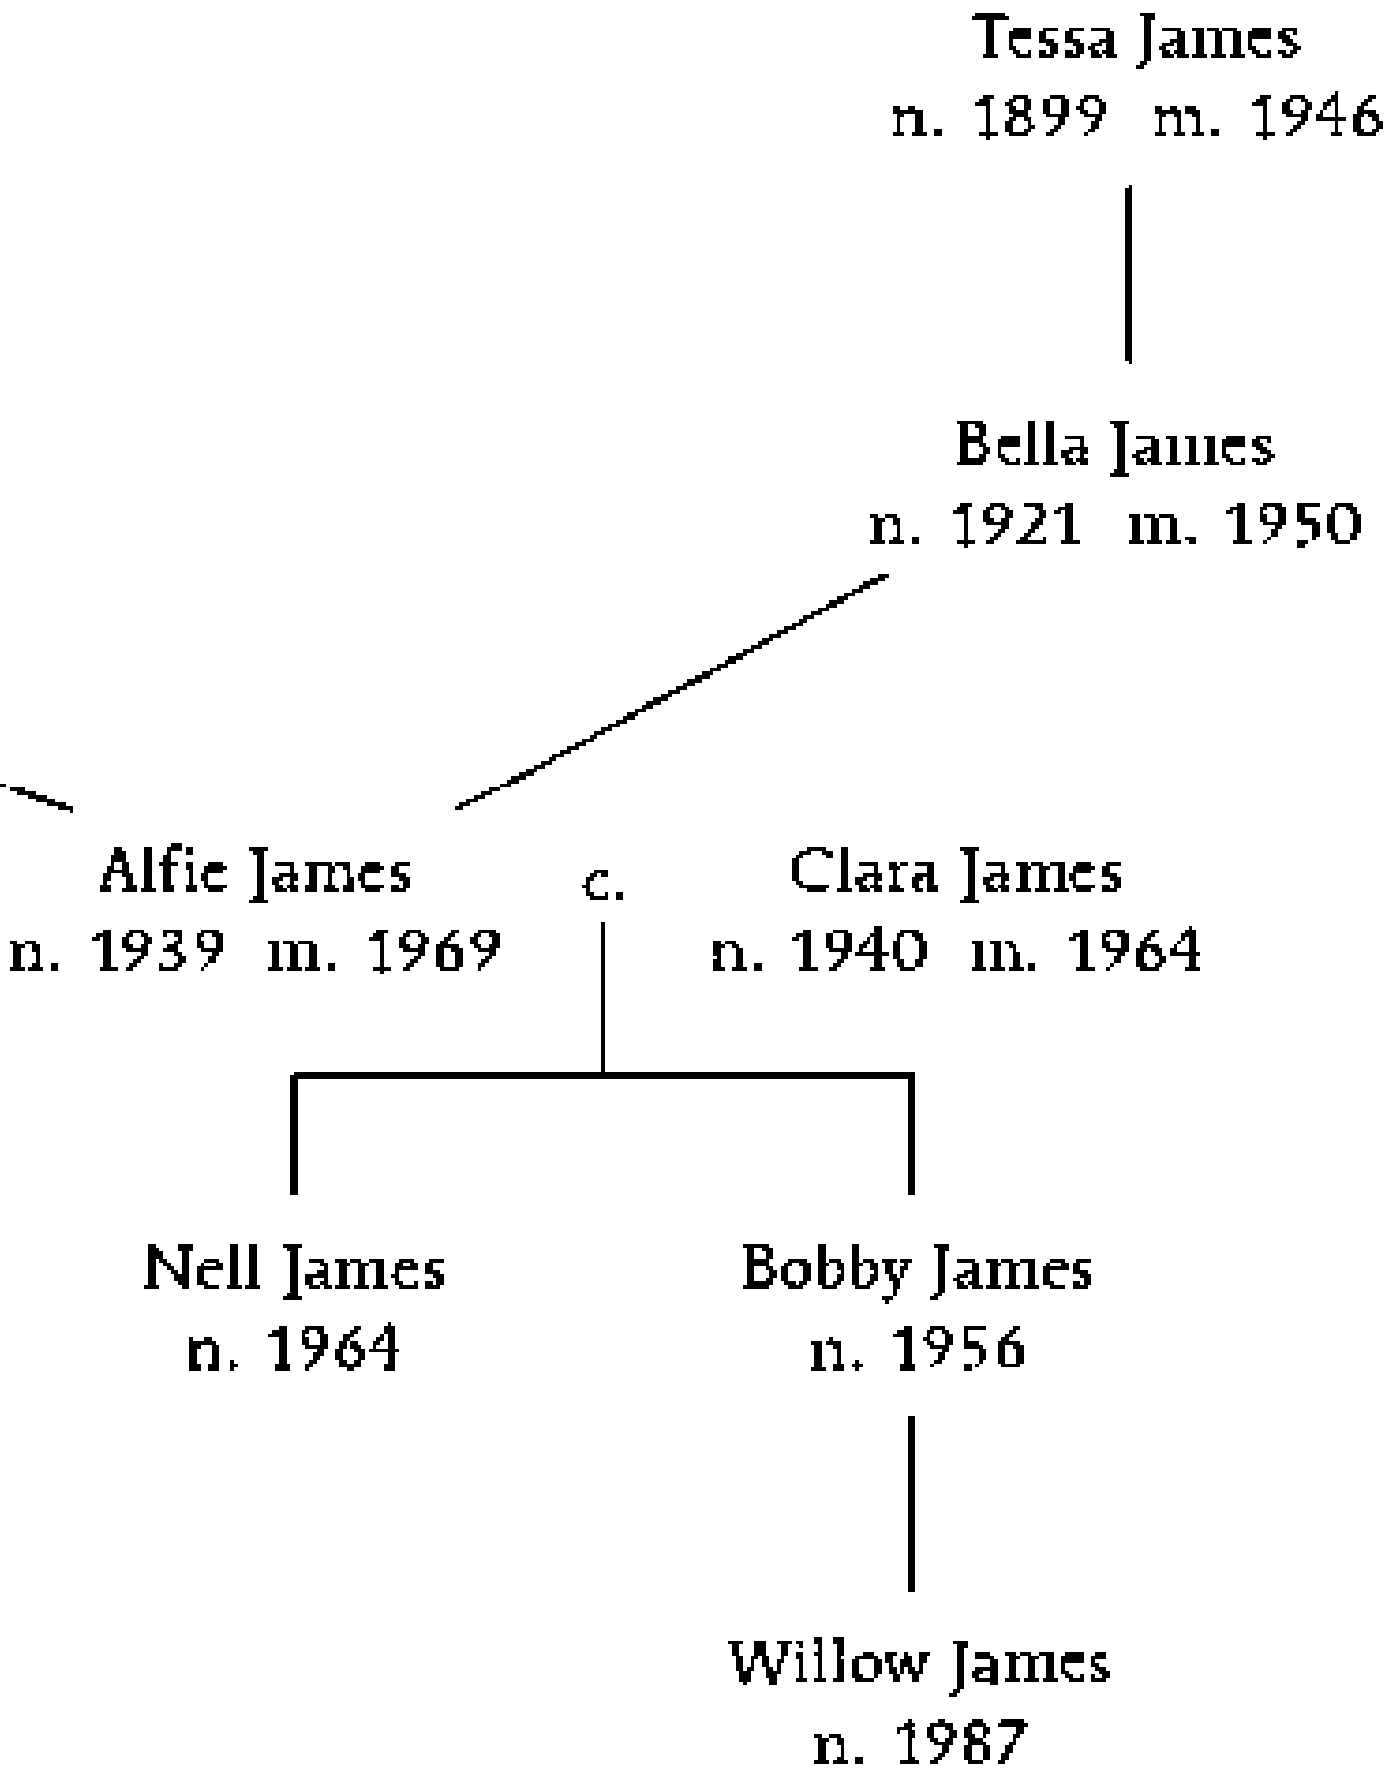 Tessa James
n. 1899 m. 1946
Bella James
n. 1921 m. 1950
Alfie James
n. 1939 m. 1969
c.
Clara James
n. 1940 m. 1964
Nell James
n. 1964
Bobby James
n. 1956
Willow James
n. 1987